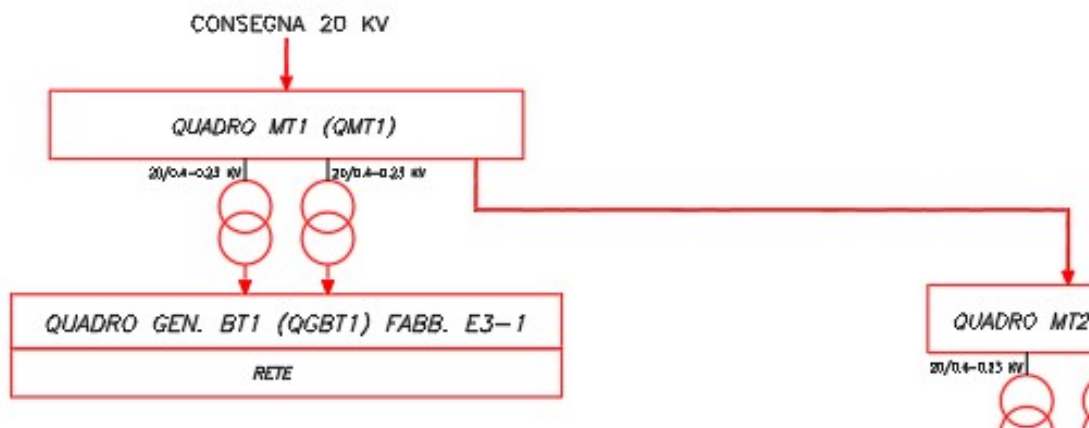 CONSEGNA 20 KV
QUADRO MT1 (QMT1)
20/0.4-0.23 KV
20/0.4-0.23 KV
QUADRO GEN. BT1 (QGBT1) FABB. E3-1
RETE
QUADRO MT2
20/0.4-0.23 KV